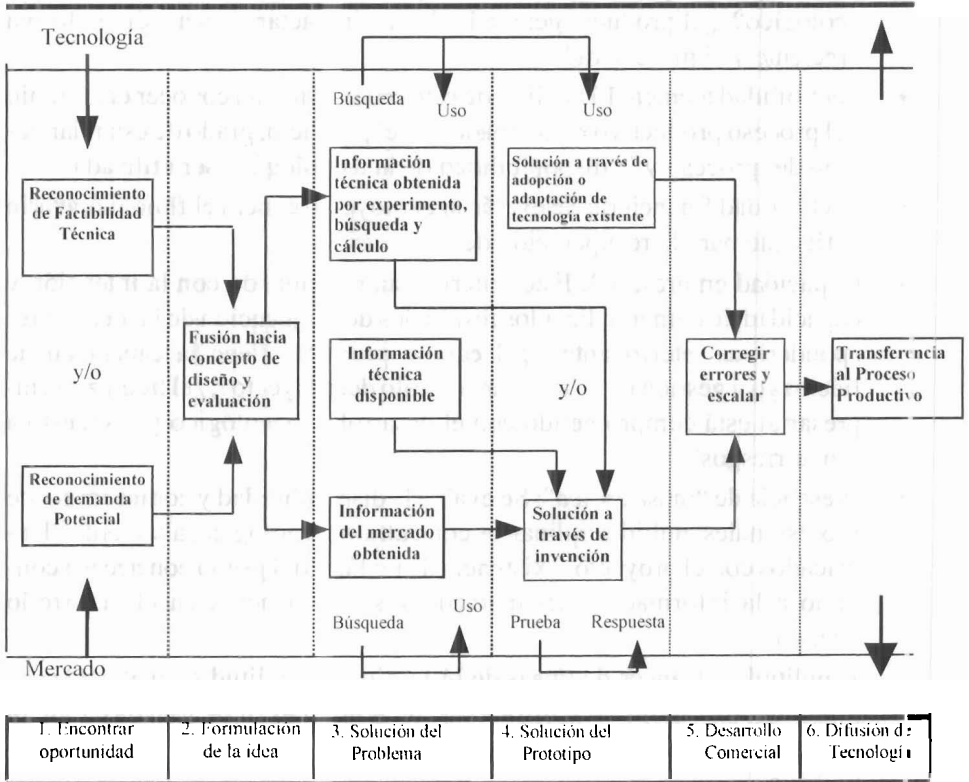 Tecnología
Búsqueda
Uso
Uso
Reconocimiento
de Factibilidad
Técnica
y/o
Reconocimiento
de demanda
Potencial
Fusión hacia
concepto de
diseño y
evaluación
Información
técnica obtenida
por experimento,
búsqueda y
cálculo
Información
técnica
disponible
Información
del mercado
obtenida
Solución a través de
adopción o
adaptación de
tecnología existente
y/o
Solución a
través de
invención
Corregir
errores y
escalar
Transferencia
al Proceso
Productivo
Búsqueda
Uso
Prueba
Respuesta
Mercado
1. Encontrar
oportunidad
2. Formulación
de la idea
3. Solución del
Problema
4. Solución del
Prototipo
5. Desarrollo
Comercial
6. Difusión de
Tecnología